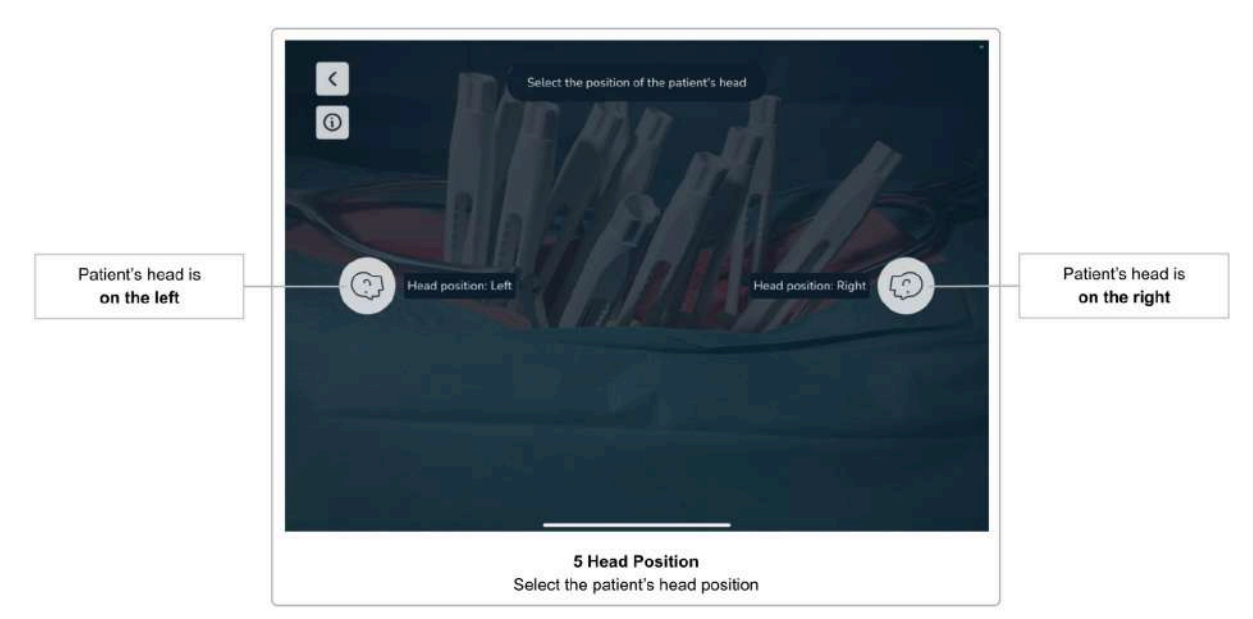 Select the position of the patient's head
Patient's head is
on the left
Head position: Left
Head position: Right
Patient's head is
on the right
5 Head Position
Select the patient's head position